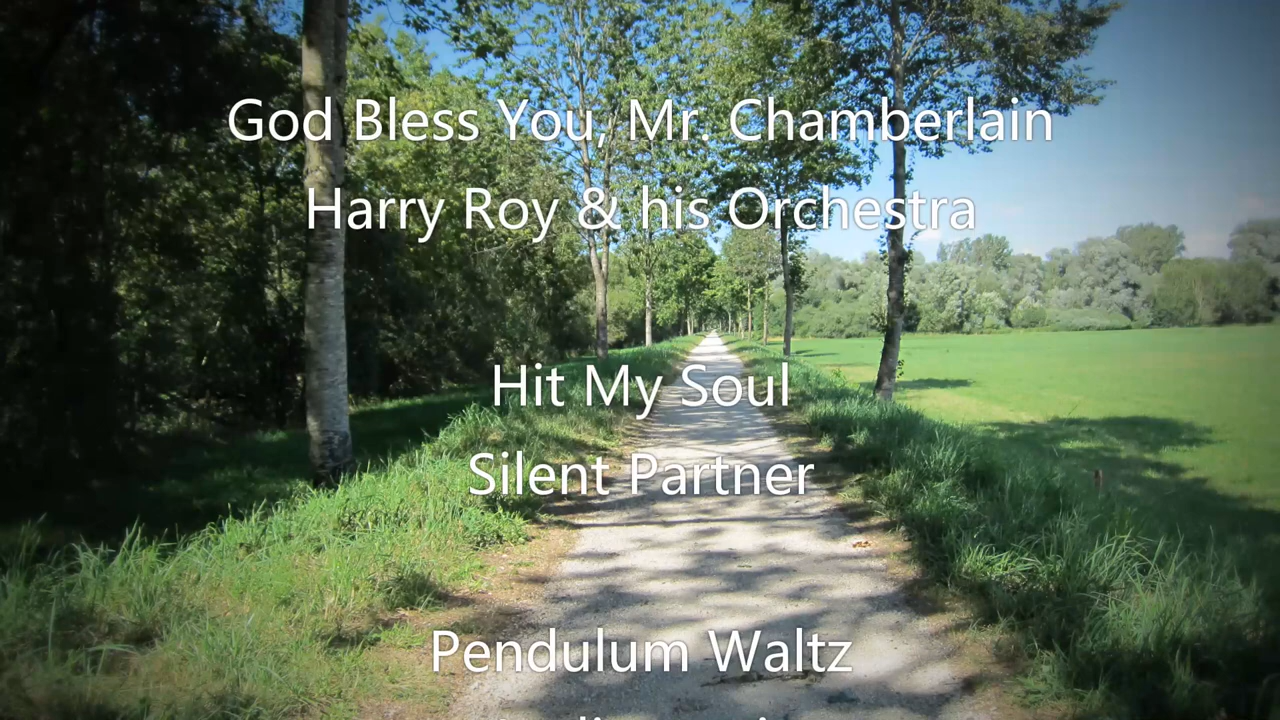 God Bless You, Mr. Chamberlain
Harry Roy & his Orchestra
Hit My Soul
Silent Partner
Pendulum Waltz